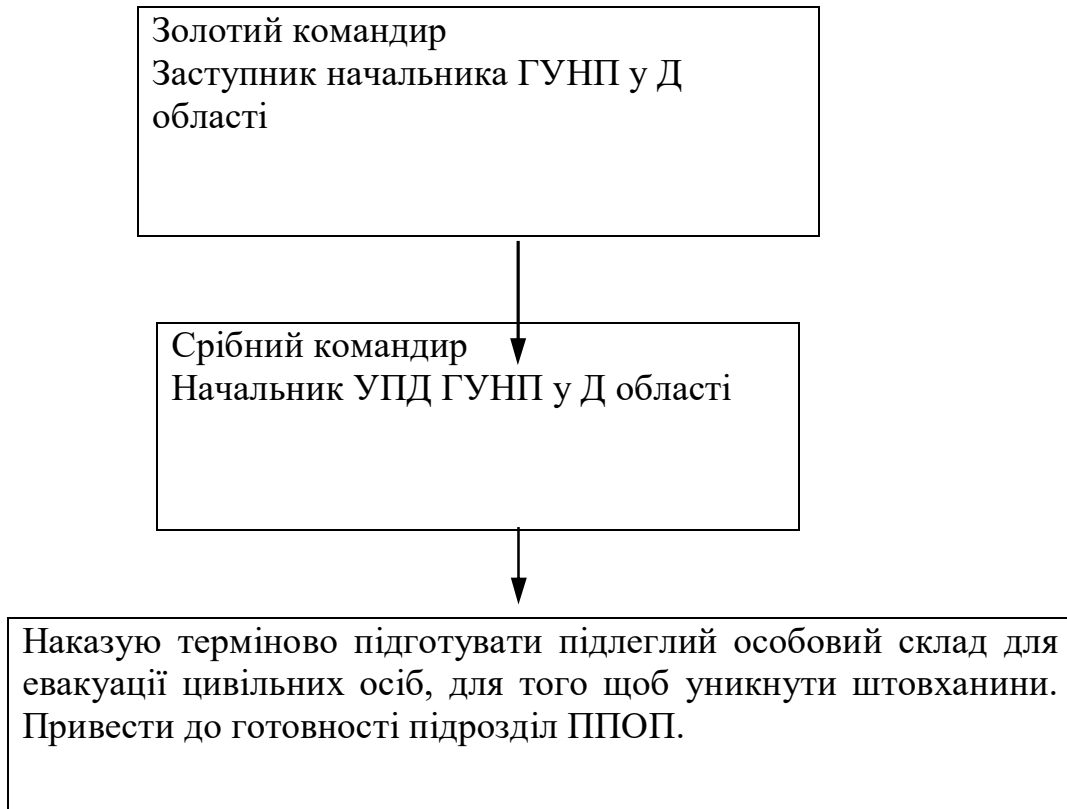 Золотий командир
Заступник начальника ГУНП у Д
області
Срібний командир
Начальник УПД ГУНП у Д області
Наказую терміново підготувати підлеглий особовий склад для
евакуації цивільних осіб, для того щоб уникнути штовханини.
Привести до готовності підрозділ ППОП.